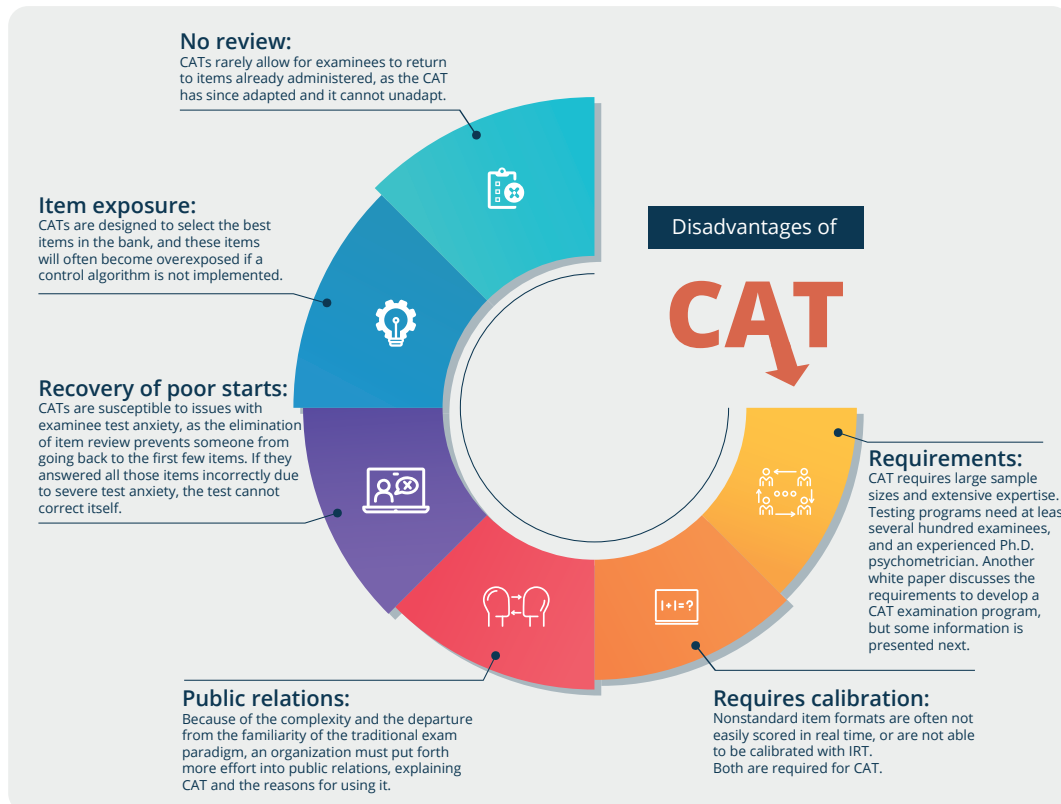 No review:
CATs rarely allow for examinees to return
to items already administered, as the CAT
has since adapted and it cannot unadapt.
Item exposure:
CATs are designed to select the best
items in the bank, and these items
will often become overexposed if a
control algorithm is not implemented.
Disadvantages of
CAT
Recovery of poor starts:
CATs are susceptible to issues with
examinee test anxiety, as the elimination
of item review prevents someone from
going back to the first few items. If they
answered all those items incorrectly due
to severe test anxiety, the test cannot
correct itself.
Requirements:
CAT requires large sample
sizes and extensive expertise.
Testing programs need at leas
several hundred examinees,
and an experienced Ph.D.
psychometrician. Another
white paper discusses the
requirements to develop a
CAT examination program,
but some information is
presented next.
1+1=?
Public relations:
Because of the complexity and the departure
from the familiarity of the traditional exam
paradigm, an organization must put forth
more effort into public relations, explaining
CAT and the reasons for using it.
Requires calibration:
Nonstandard item formats are often not
easily scored in real time, or are not able
to be calibrated with IRT.
Both are required for CAT.